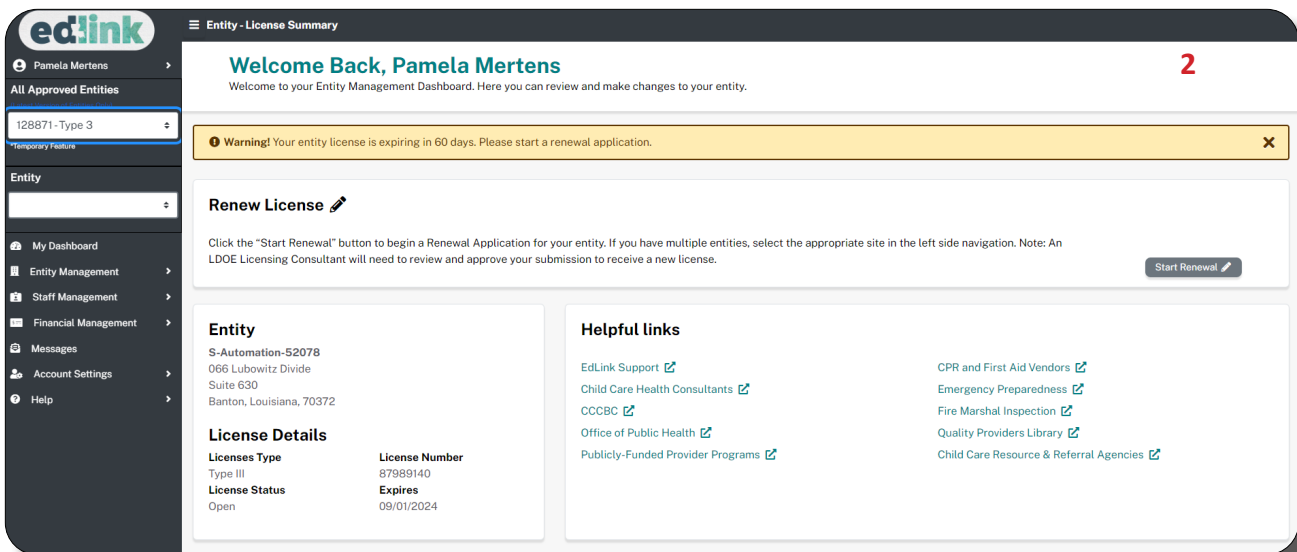 edlink
Entity - License Summary
Pamela Mertens
All Approved Entities
128871 - Type 3
*Temporary Feature
Entity
My Dashboard
Entity Management
Staff Management
Financial Management
Messages
Account Settings
Help
Welcome Back, Pamela Mertens
2
Welcome to your Entity Management Dashboard. Here you can review and make changes to your entity.
Warning! Your entity license is expiring in 60 days. Please start a renewal application.
Renew License
Click the “Start Renewal” button to begin a Renewal Application for your entity. If you have multiple entities, select the appropriate site in the left side navigation. Note: An
LDOE Licensing Consultant will need to review and approve your submission to receive a new license.
Start Renewal
Entity
S-Automation-52078
066 Lubowitz Divide
Suite 630
Banton, Louisiana, 70372
License Details
Licenses Type License Number
Type III 87989140
License Status Expires
Open 09/01/2024
Helpful links
EdLink Support
Child Care Health Consultants
CCCBC
Office of Public Health
Publicly-Funded Provider Programs
CPR and First Aid Vendors
Emergency Preparedness
Fire Marshal Inspection
Quality Providers Library
Child Care Resource & Referral Agencies